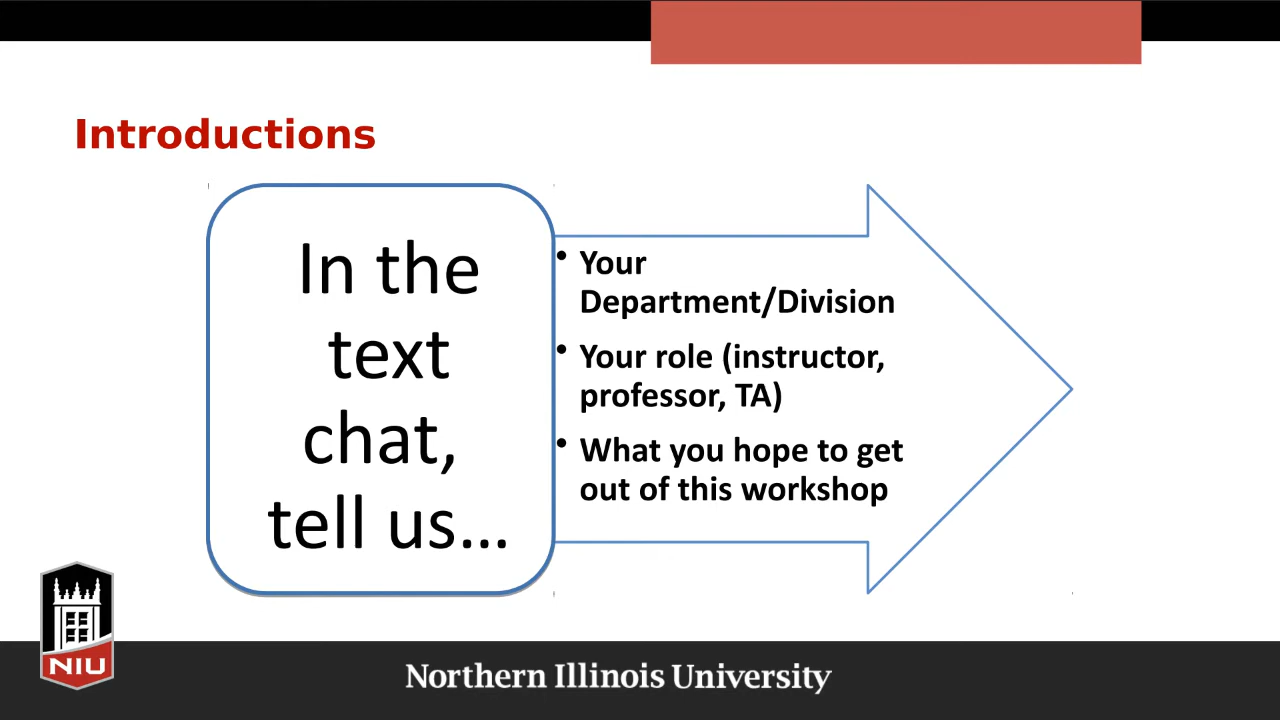 Introductions
In the
text
chat,
tell us...
• Your
Department/Division
• Your role (instructor,
professor, TA)
• What you hope to get
out of this workshop
NIU
Northern Illinois University